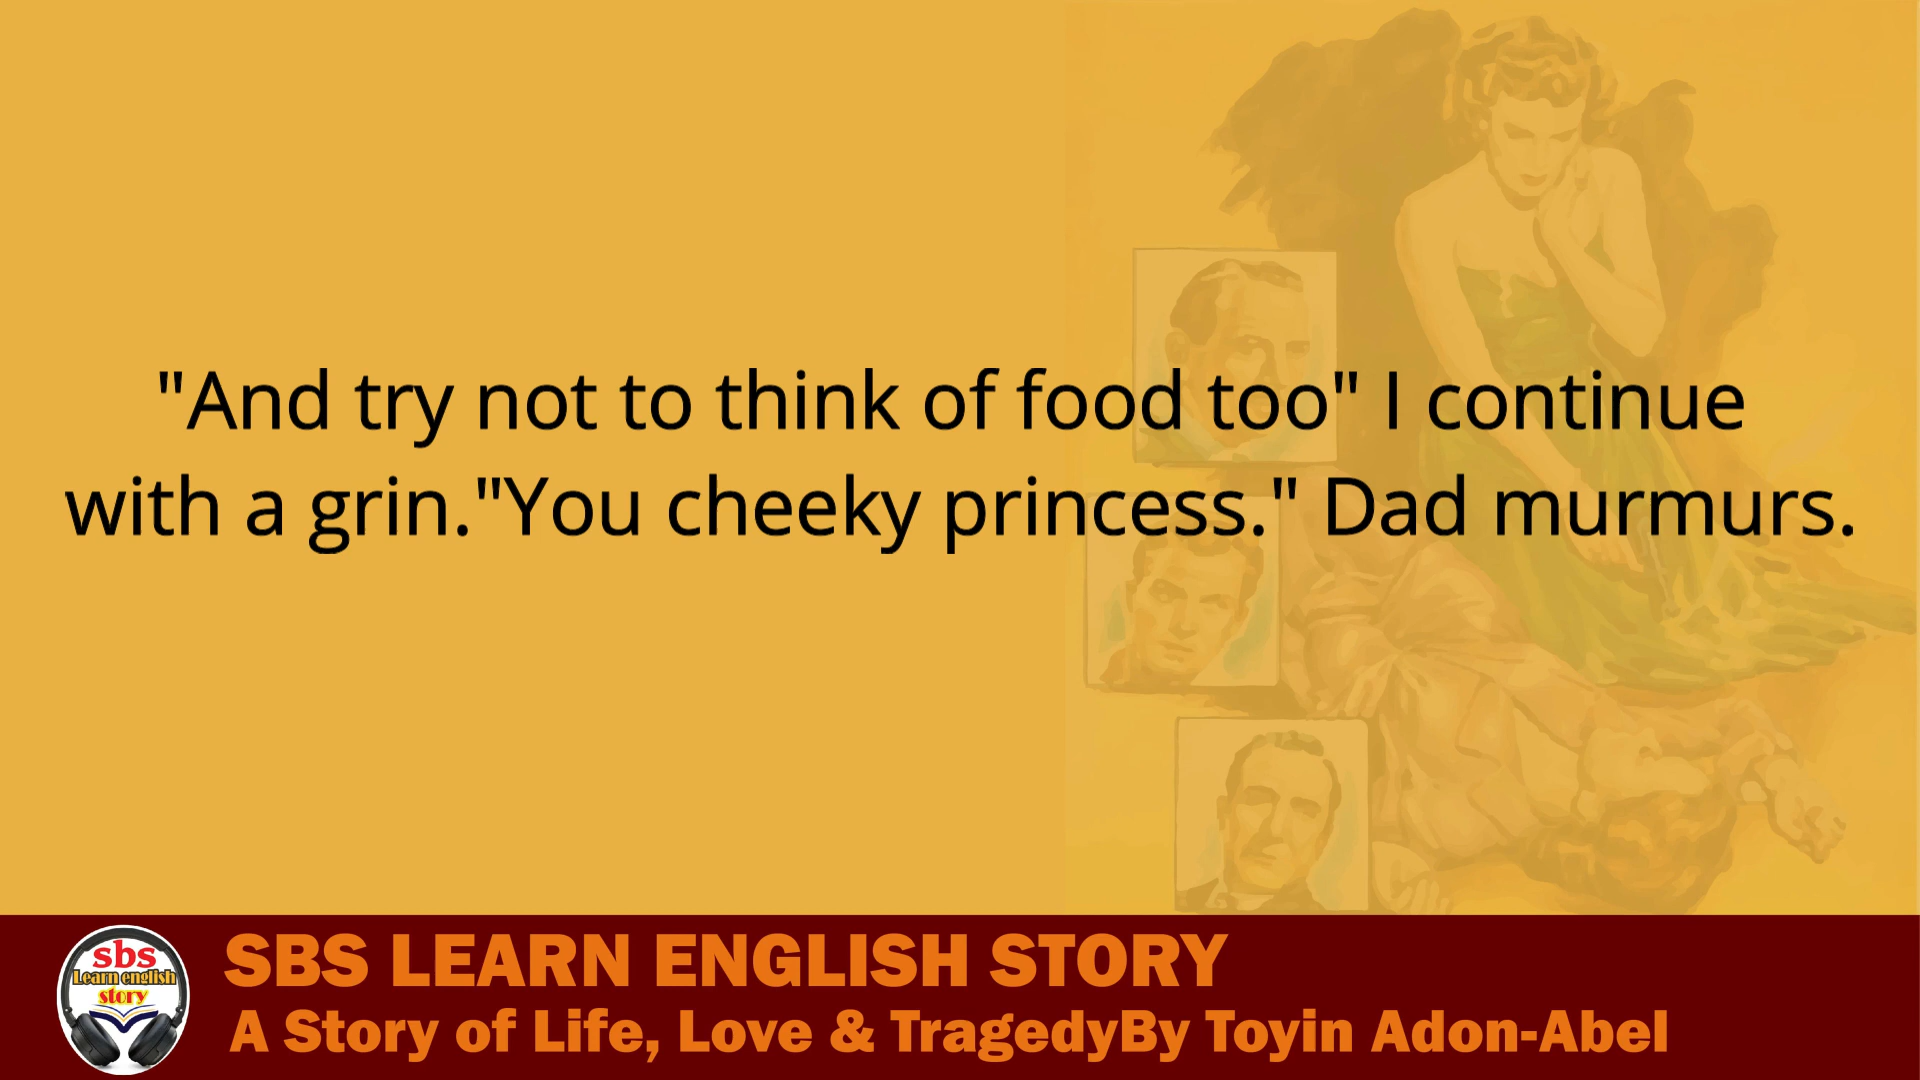 "And try not to think of food too" I continue
with a grin."You cheeky princess." Dad murmurs.
sbs
Learn english
story
SBS LEARN ENGLISH STORY
A Story of Life, Love & TragedyBy Toyin Adon-Abel